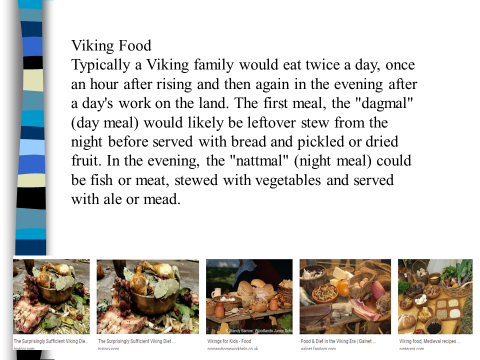 Viking Food
Typically a Viking family would eat twice a day, once
an hour after rising and then again in the evening after
a day's work on the land. The first meal, the "dagmal"
(day meal) would likely be leftover stew from the
night before served with bread and pickled or dried
fruit. In the evening, the "nattmal" (night meal) could
be fish or meat, stewed with vegetables and served
with ale or mead.
The Surprisingly Sufficient Viking Die...
history.com
The Surprisingly Sufficient Viking Diet ...
history.com
Vikings for Kids - Food
Food & Diet in the Viking Era |
Viking food, Medieval recipes ...